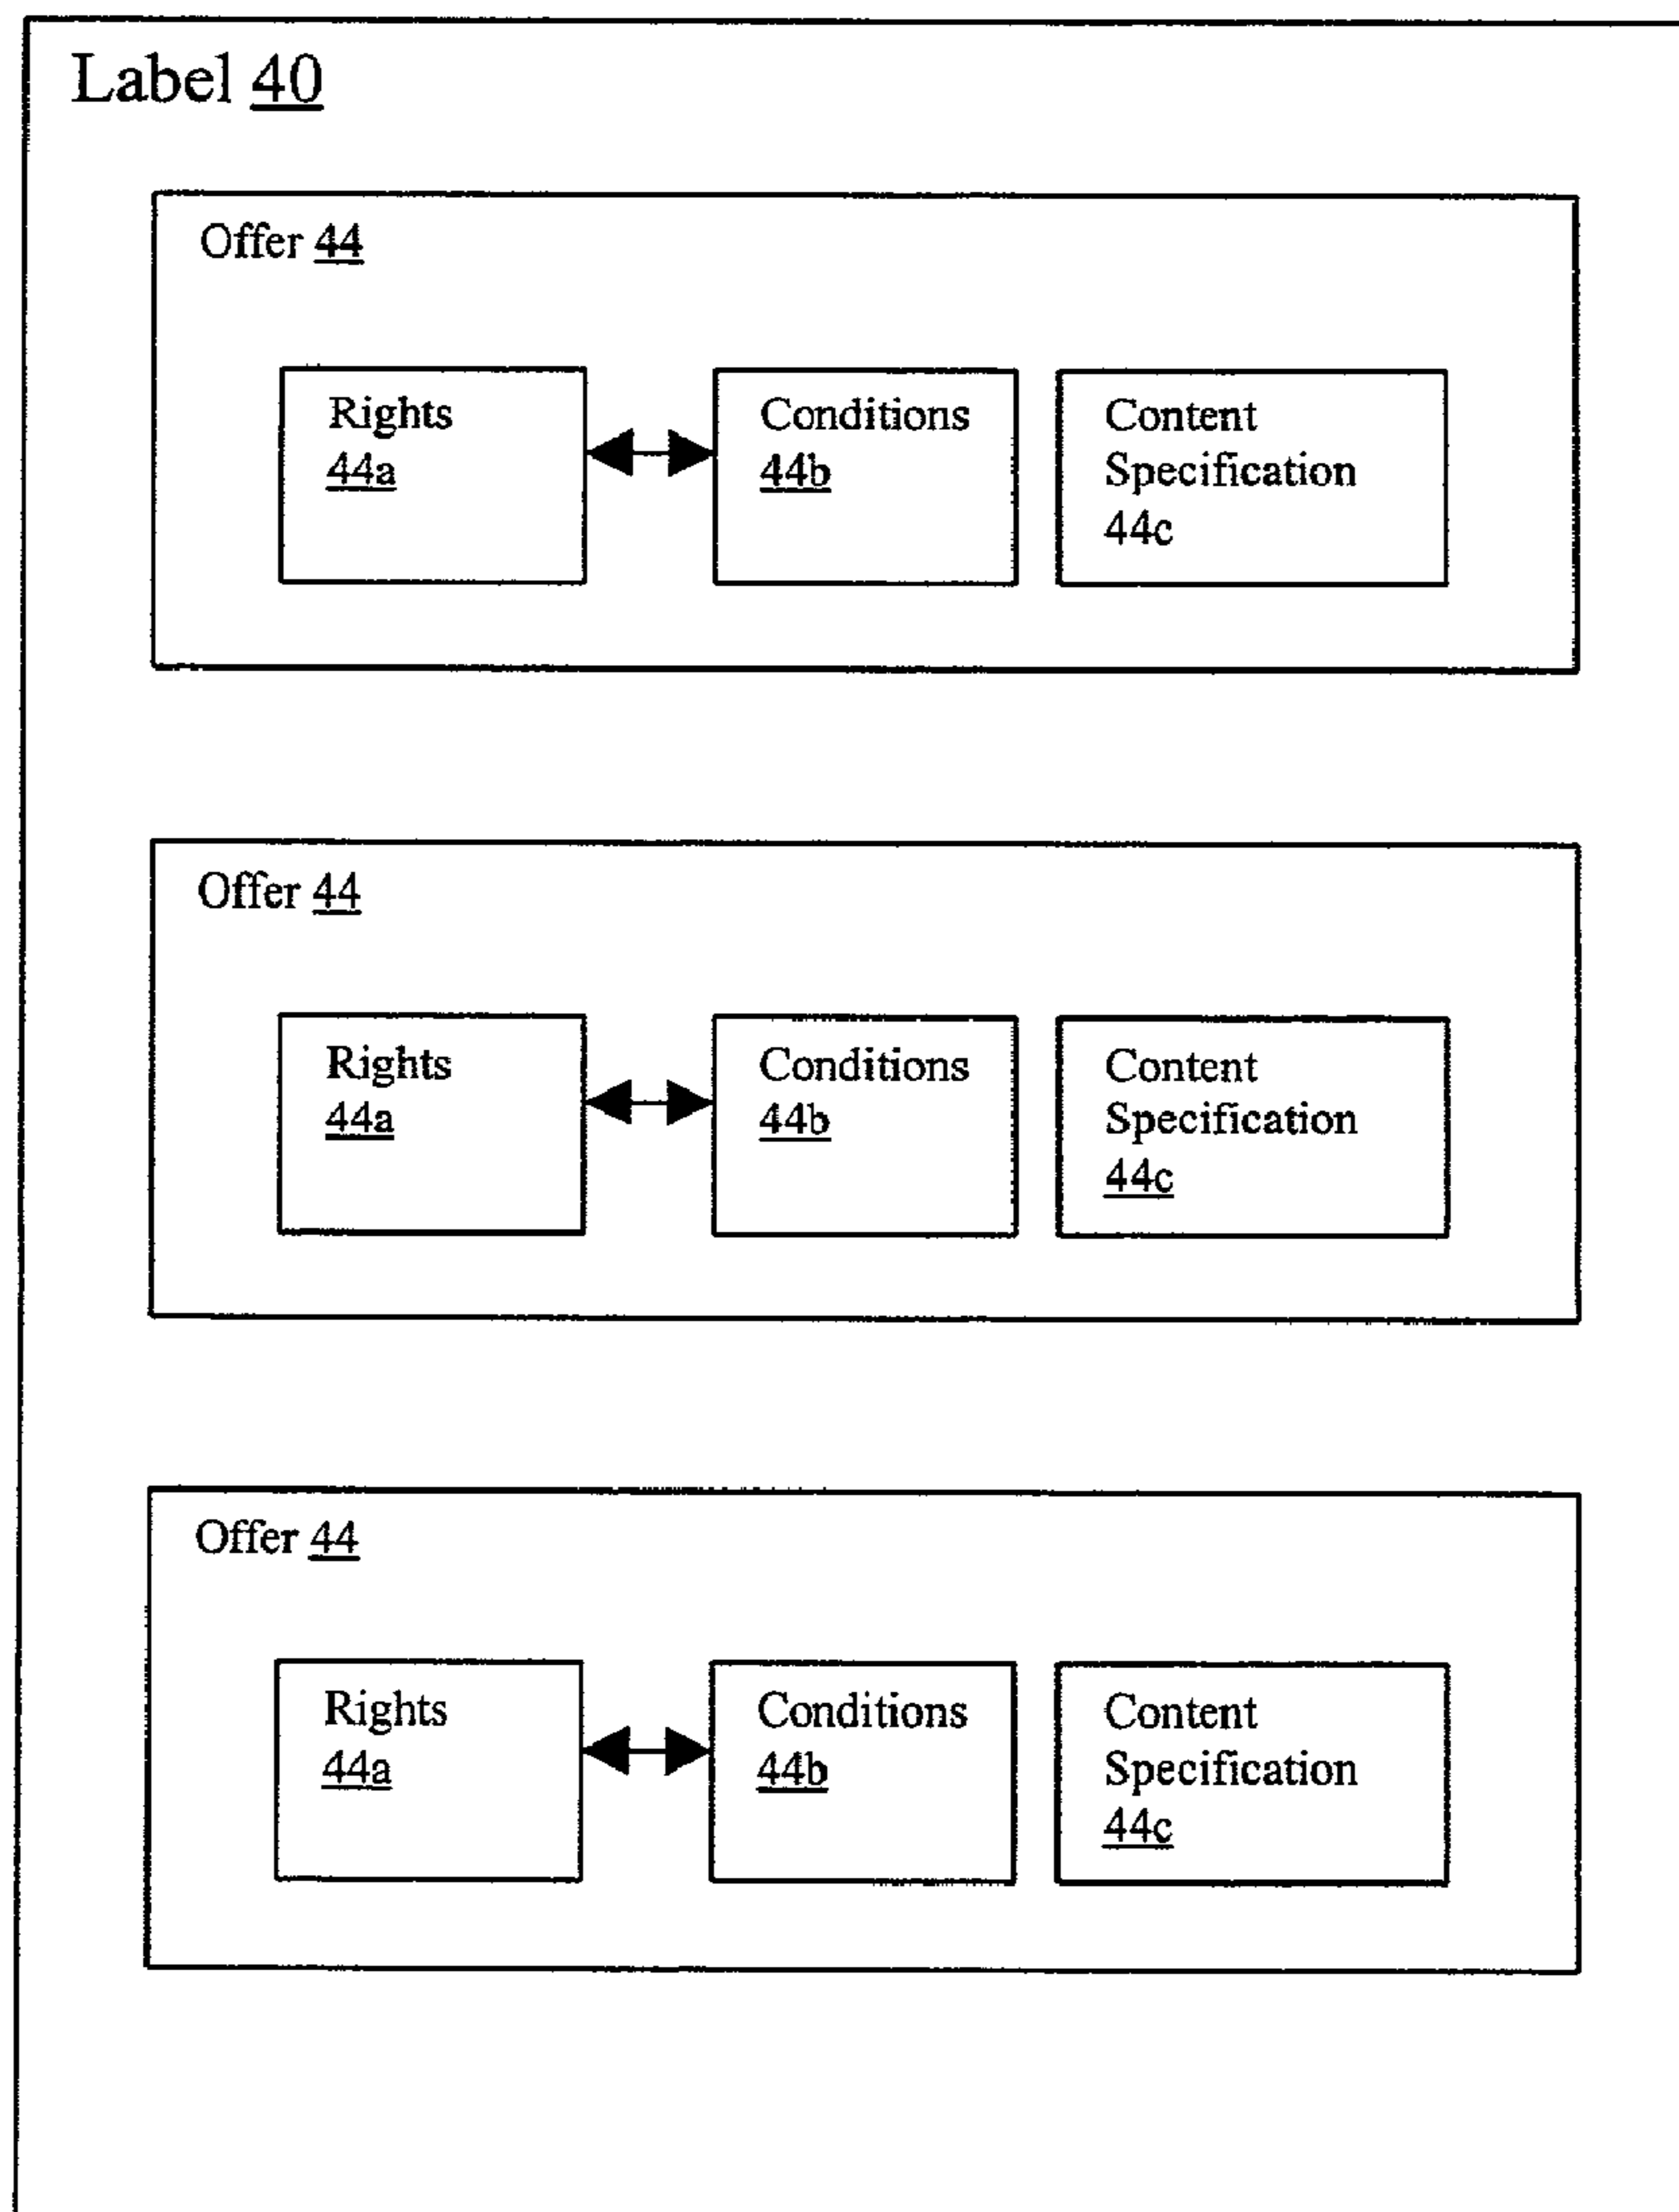 Label 40
Offer 44
Rights
44a
Conditions
44b
Content
Specification
44c
Offer 44
Rights
44a
Conditions
44b
Content
Specification
44c
Offer 44
Rights
44a
Conditions
44b
Content
Specification
44c